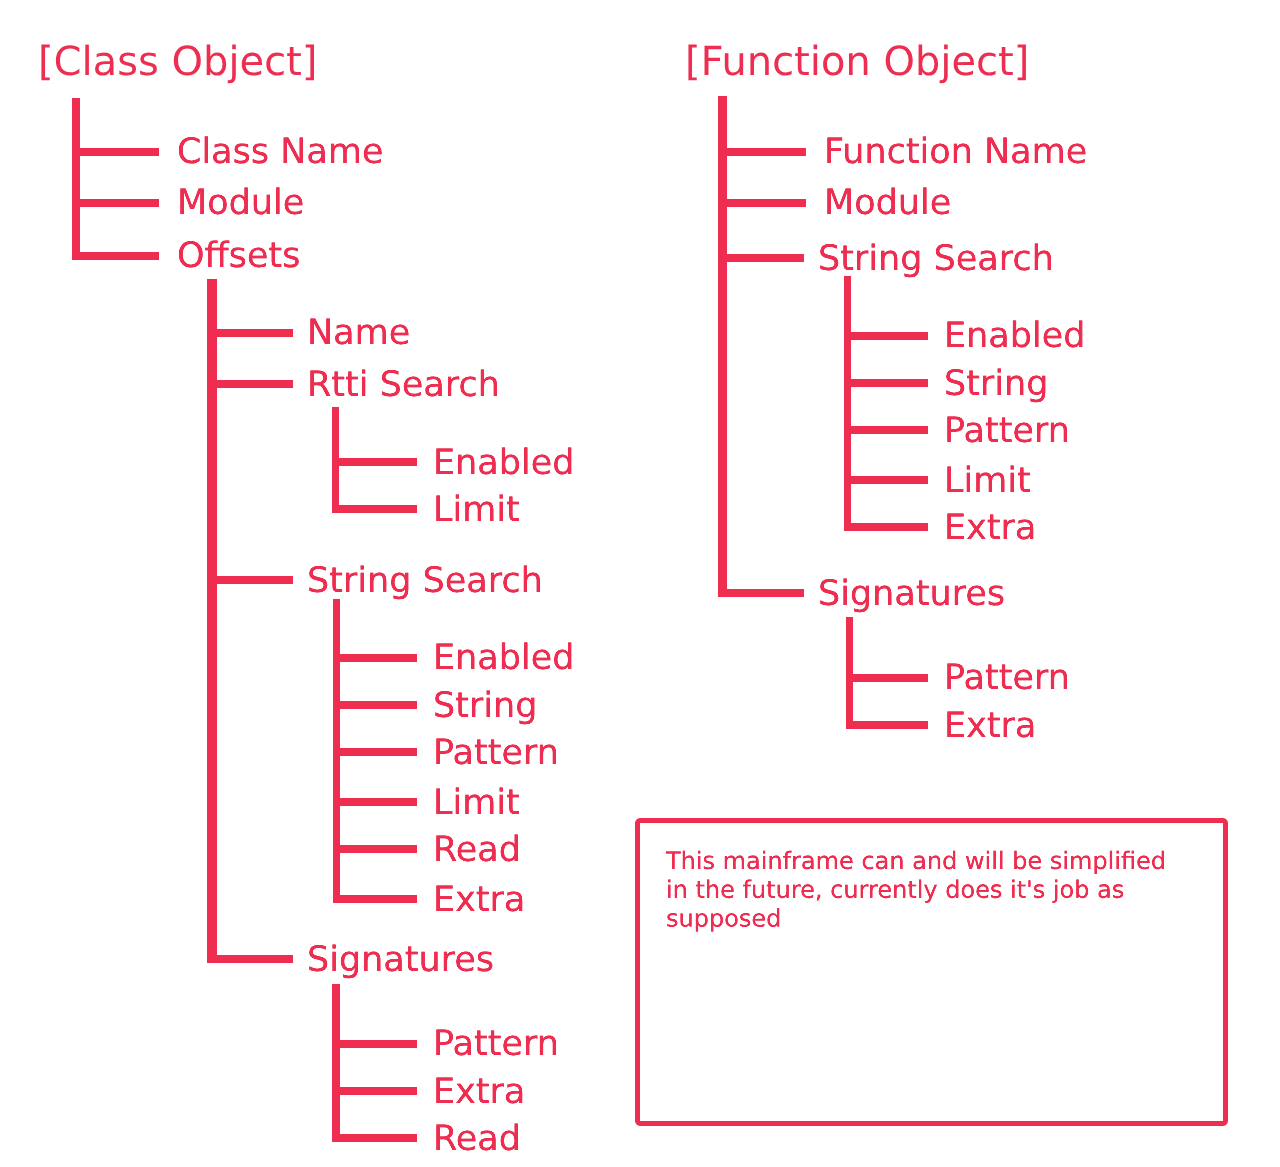 [Class Object]
Class Name
Module
Offsets
Name
Rtti Search
Enabled
Limit
String Search
Enabled
String
Pattern
Limit
Read
Extra
Signatures
Pattern
Extra
Read
[Function Object]
Function Name
Module
String Search
Enabled
String
Pattern
Limit
Extra
Signatures
Pattern
Extra
This mainframe can and will be simplified
in the future, currently does it's job as
supposed